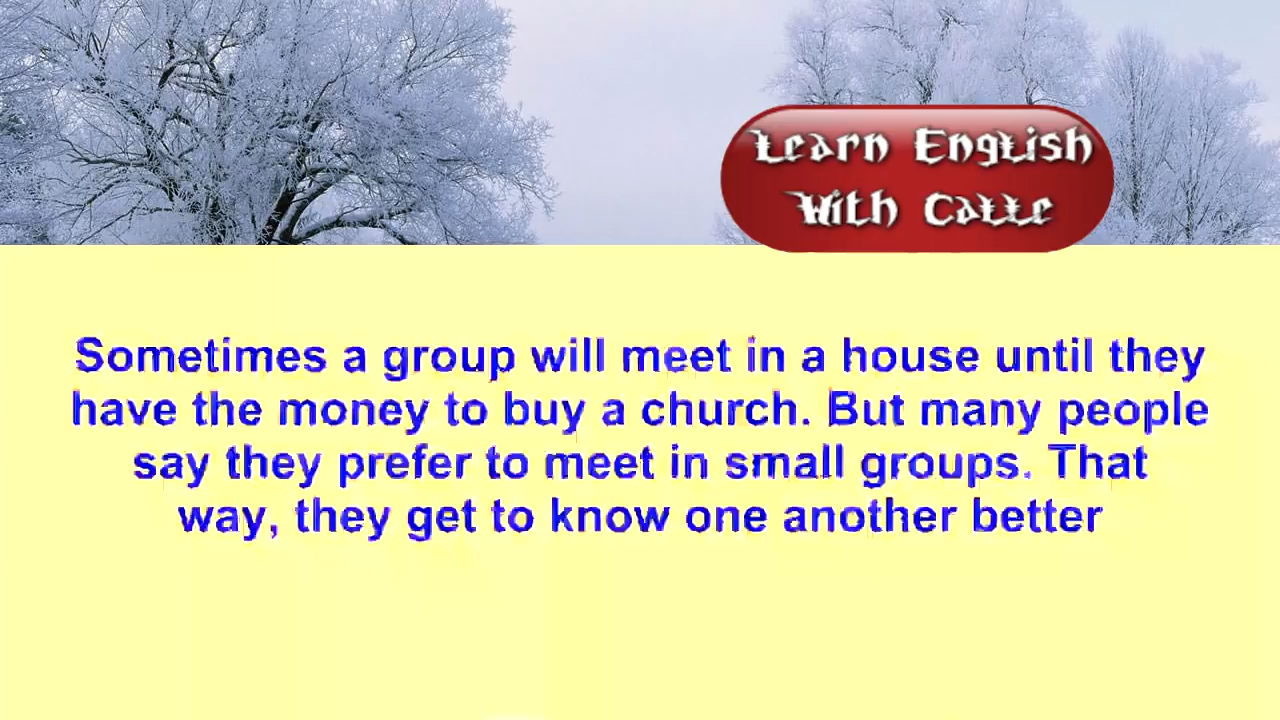 Learn English
With Catte
Sometimes a group will meet in a house until they
have the money to buy a church. But many people
say they prefer to meet in small groups. That
way, they get to know one another better